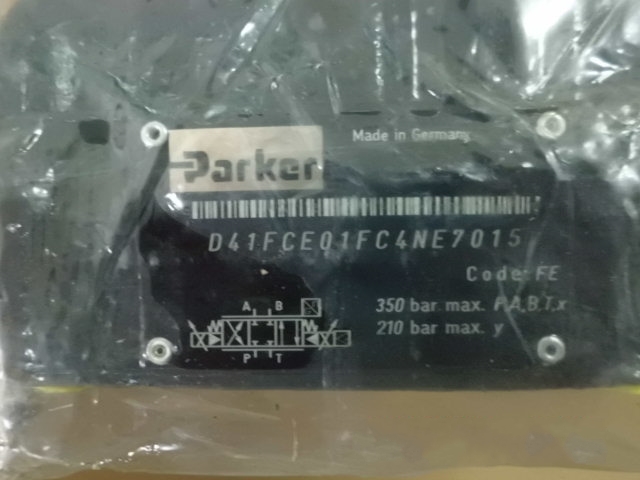 Parker
Made in Germany
D41FCE01FC4NE7015
Code: FE
350 bar max. P,A,B,T,x
210 bar max. y
A B
P T